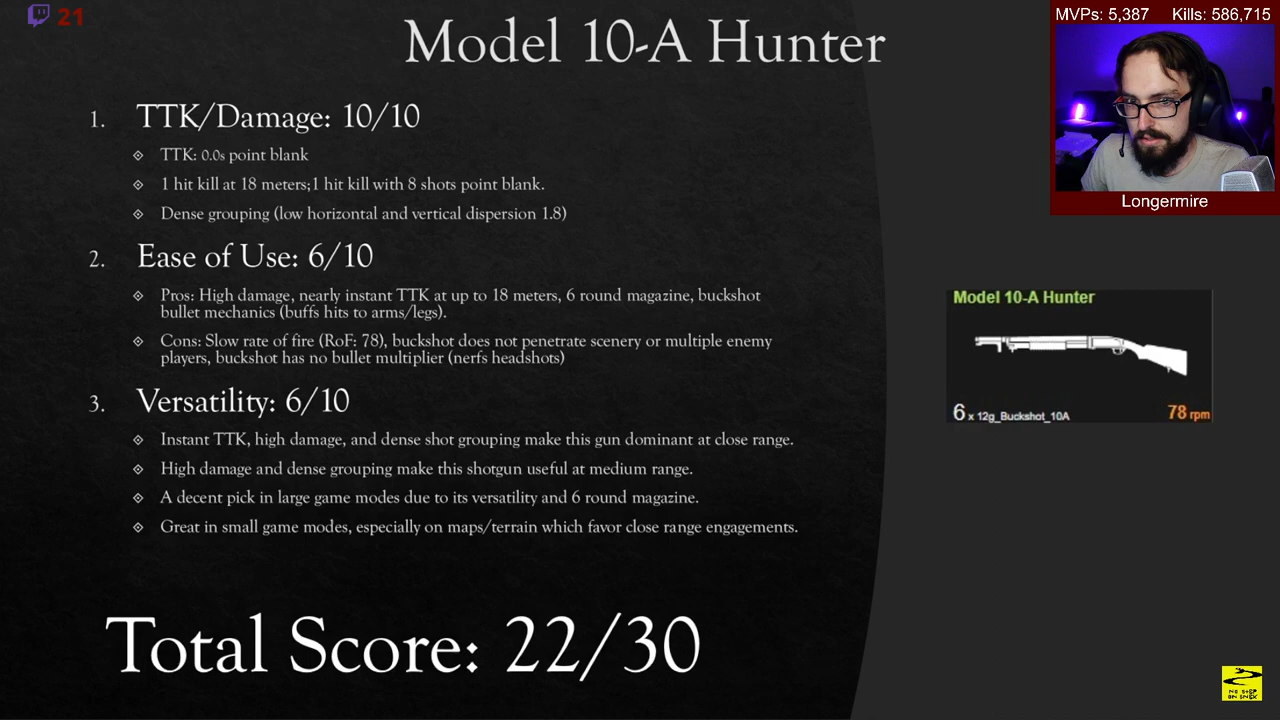 21
Model 10-A Hunter
MVPs: 5,387 Kills: 586,715
Longermire
1. TTK/Damage: 10/10
TTK: 0.0s point blank
1 hit kill at 18 meters;1 hit kill with 8 shots point blank.
Dense grouping (low horizontal and vertical dispersion 1.8)
2. Ease of Use: 6/10
Pros: High damage, nearly instant TTK at up to 18 meters, 6 round magazine, buckshot
bullet mechanics (buffs hits to arms/legs).
Cons: Slow rate of fire (RoF: 78), buckshot does not penetrate scenery or multiple enemy
players, buckshot has no bullet multiplier (nerfs headshots)
3. Versatility: 6/10
Instant TTK, high damage, and dense shot grouping make this gun dominant at close range.
High damage and dense grouping make this shotgun useful at medium range.
A decent pick in large game modes due to its versatility and 6 round magazine.
Great in small game modes, especially on maps/terrain which favor close range engagements.
Total Score: 22/30
Model 10-A Hunter
6 x 12g_Buckshot_10A 78 rpm
NO STEP
ON SNEK